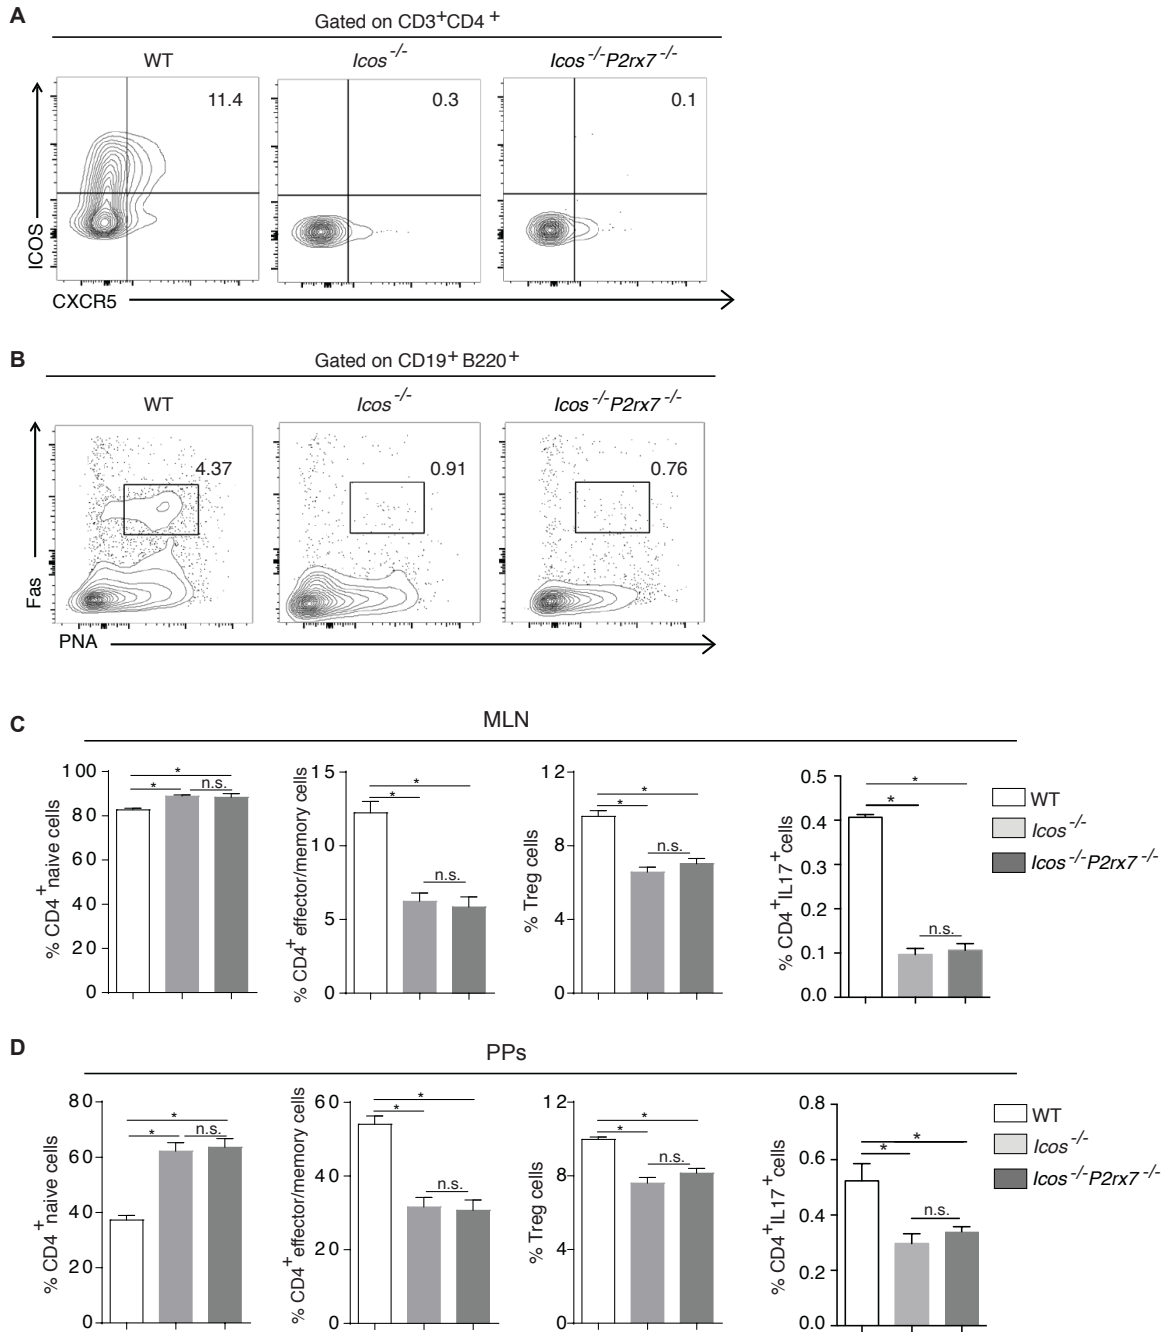 A
Gated on CD3+CD4 +
WT
Icos -/-
Icos -/- P2rx7 -/-
11.4
0.3
0.1
ICOS
CXCR5
B
Gated on CD19+ B220+
WT
Icos -/-
Icos -/- P2rx7 -/-
4.37
0.91
0.76
Fas
PNA
C
MLN
% CD4 +naive cells
100
80
60
40
20
0
*
*
n.s.
% CD4+effector/memory cells
15
10
5
0
*
*
n.s.
% Treg cells
12
8
4
0
*
*
n.s.
% CD4+IL17 +cells
0.5
0.4
0.3
0.2
0.1
0.0
*
*
n.s.
WT
Icos -/-
Icos -/- P2rx7 -/-
D
PPs
% CD4 +naive cells
80
60
40
20
0
*
*
n.s.
% CD4+effector/memory cells
60
40
20
0
*
*
n.s.
% Treg cells
12
8
4
0
*
*
n.s.
% CD4+IL17 +cells
0.8
0.6
0.4
0.2
0.0
*
*
n.s.
WT
Icos -/-
Icos -/- P2rx7 -/-